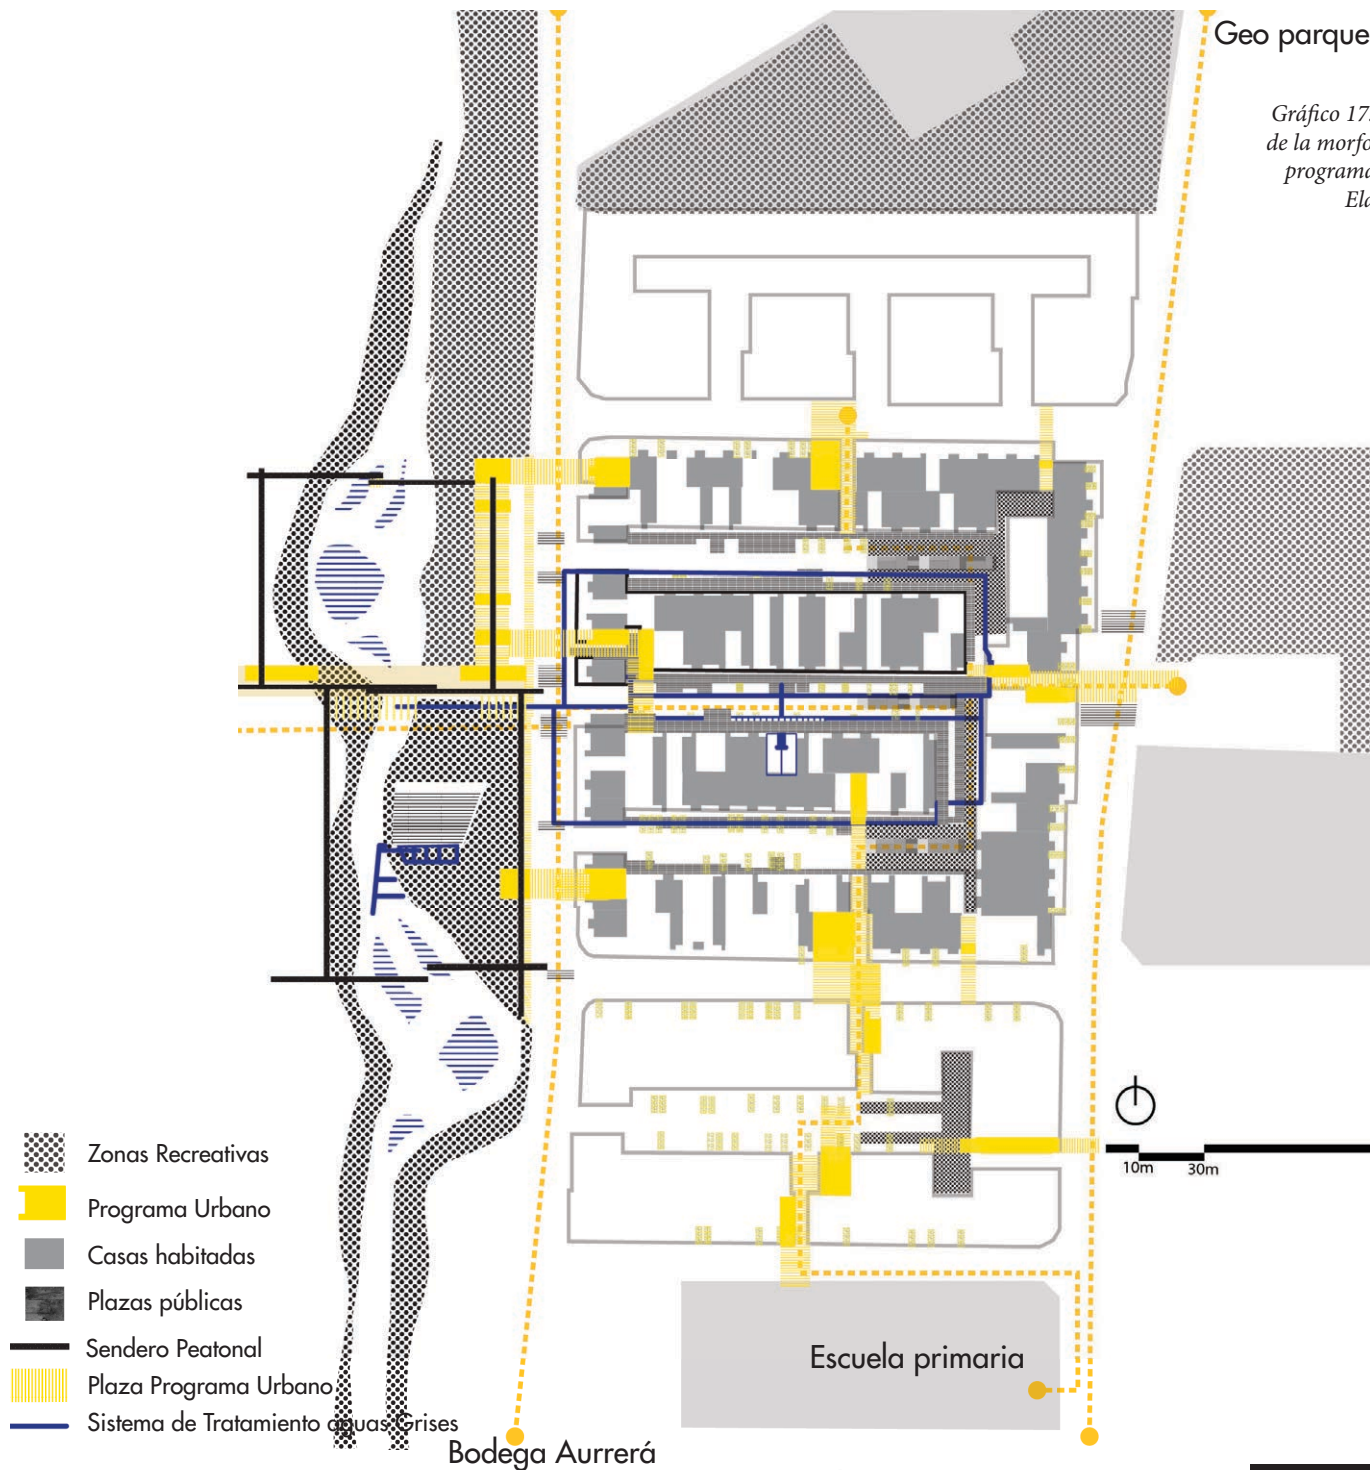 Geo parque
Gráfico 17.
de la morfo
programa
Ela
10m 30m
Zonas Recreativas
Programa Urbano
Casas habitadas
Plazas públicas
Sendero Peatonal
Plaza Programa Urbano
Sistema de Tratamiento aguas Grises
Escuela primaria
Bodega Aurrerá